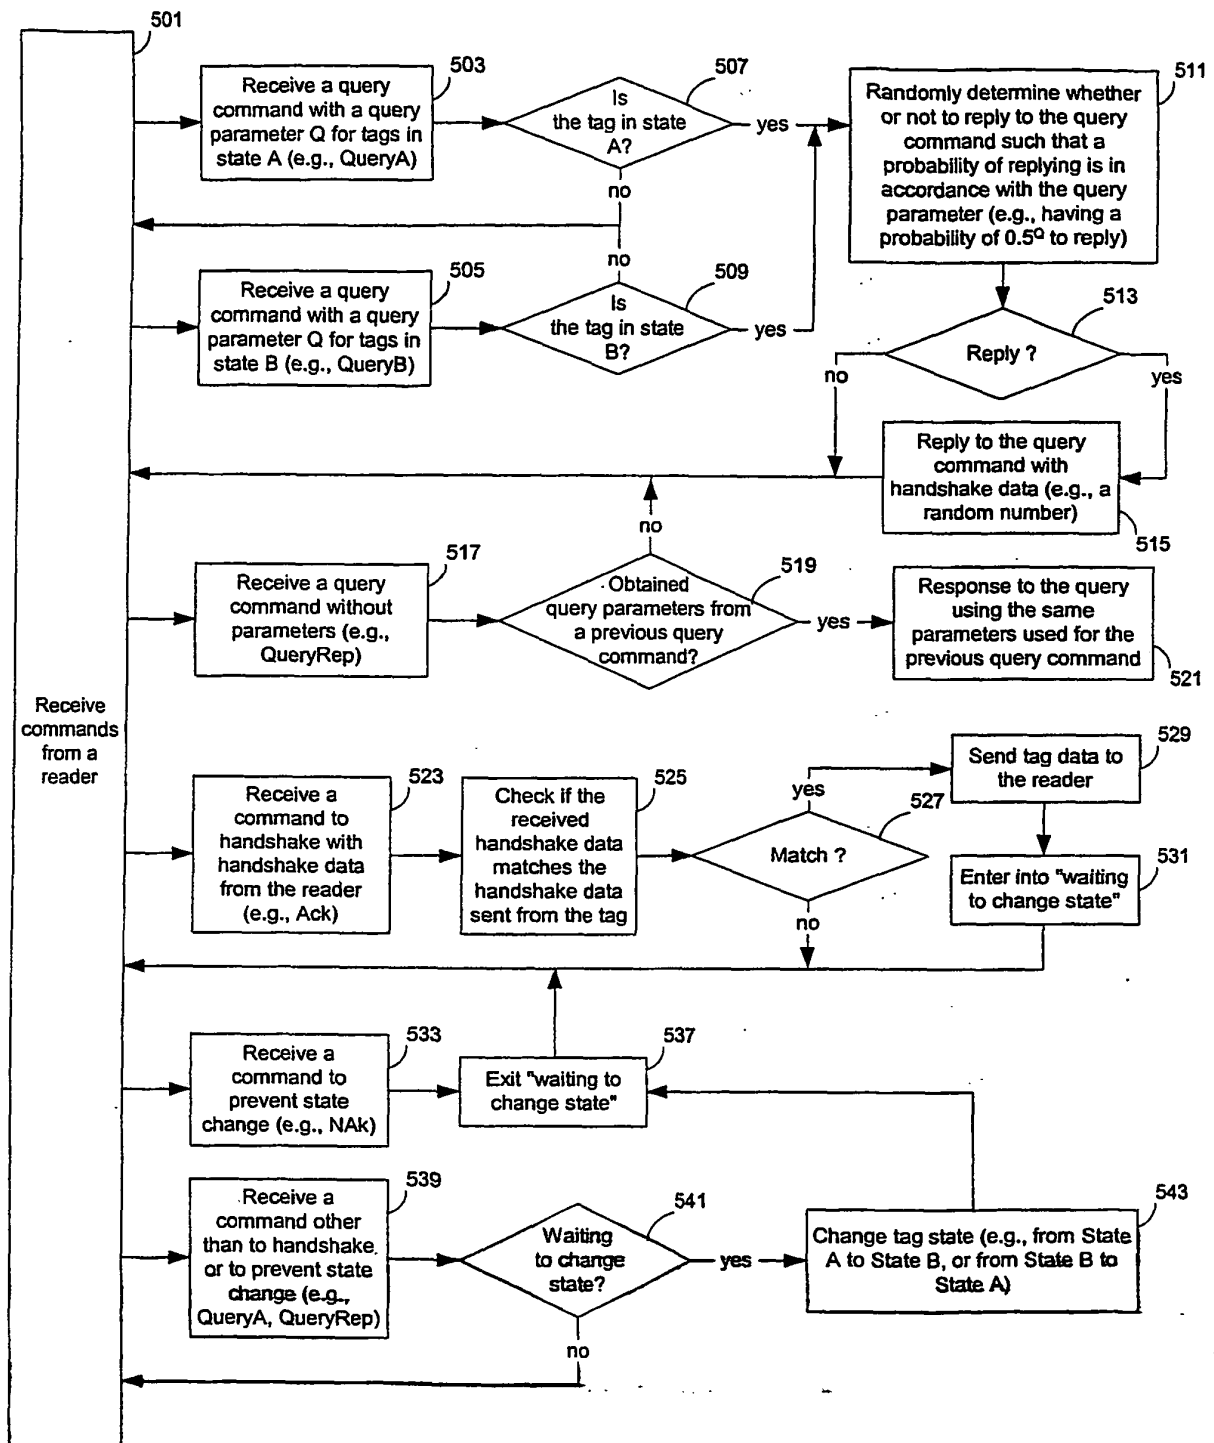 501
Receive a query
command with a query
parameter Q for tags in
state A (e.g., QueryA)
503
Is
the tag in state
A?
507
yes
no
Randomly determine whether
or not to reply to the query
command such that a
probability of replying is in
accordance with the query
parameter (e.g., having a
probability of 0.5^Q to reply)
511
Receive a query
command with a query
parameter Q for tags in
state B (e.g., QueryB)
505
no
Is
the tag in state
B?
509
yes
Reply ?
513
no
yes
Reply to the query
command with
handshake data (e.g., a
random number)
515
Receive a query
command without
parameters (e.g.,
QueryRep)
517
no
Obtained
query parameters from
a previous query
command?
519
yes
Response to the query
using the same
parameters used for the
previous query command
521
Receive
commands
from a
reader
Receive a
command to
handshake with
handshake data
from the reader
(e.g., Ack)
523
Check if the
received
handshake data
matches the
handshake data
sent from the tag
525
yes
Match ?
527
no
Send tag data to
the reader
529
Enter into "waiting
to change state"
531
Receive a
command to
prevent state
change (e.g., NAk)
533
Exit "waiting to
change state"
537
Receive a
command other
than to handshake
or to prevent state
change (e.g.,
QueryA, QueryRep)
539
Waiting
to change
state?
541
yes
no
Change tag state (e.g., from State
A to State B, or from State B to
State A)
543